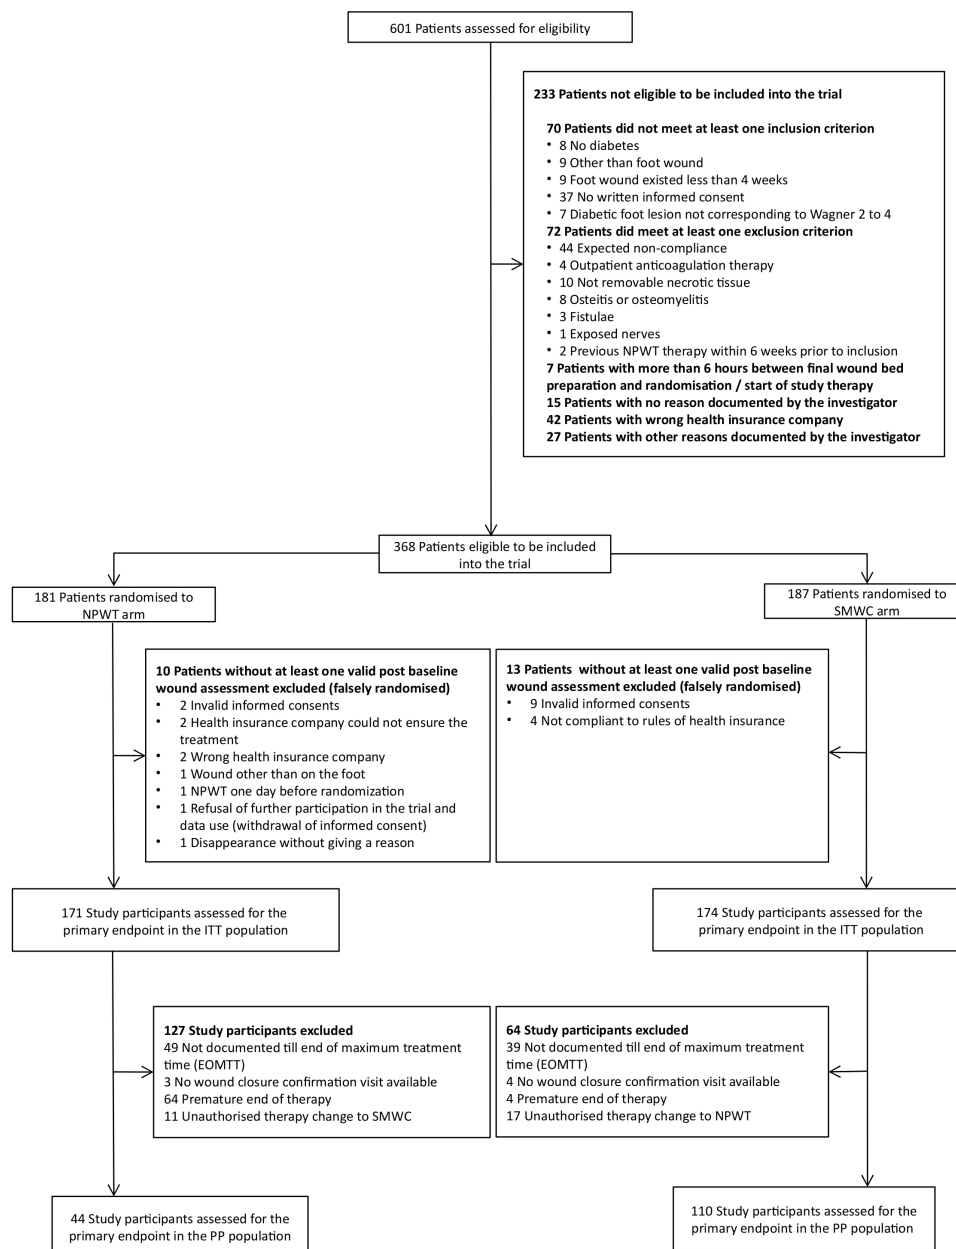 601 Patients assessed for eligibility
233 Patients not eligible to be included into the trial
70 Patients did not meet at least one inclusion criterion
• 8 No diabetes
• 9 Other than foot wound
• 9 Foot wound existed less than 4 weeks
• 37 No written informed consent
• 7 Diabetic foot lesion not corresponding to Wagner 2 to 4
72 Patients did meet at least one exclusion criterion
• 44 Expected non-compliance
• 4 Outpatient anticoagulation therapy
• 10 Not removable necrotic tissue
• 8 Osteitis or osteomyelitis
• 3 Fistulae
• 1 Exposed nerves
• 2 Previous NPWT therapy within 6 weeks prior to inclusion
7 Patients with more than 6 hours between final wound bed
preparation and randomisation / start of study therapy
15 Patients with no reason documented by the investigator
42 Patients with wrong health insurance company
27 Patients with other reasons documented by the investigator
368 Patients eligible to be included
into the trial
181 Patients randomised to
NPWT arm
187 Patients randomised to
SMWC arm
10 Patients without at least one valid post baseline
wound assessment excluded (falsely randomised)
• 2 Invalid informed consents
• 2 Health insurance company could not ensure the
treatment
• 2 Wrong health insurance company
• 1 Wound other than on the foot
• 1 NPWT one day before randomization
• 1 Refusal of further participation in the trial and
data use (withdrawal of informed consent)
• 1 Disappearance without giving a reason
13 Patients without at least one valid post baseline
wound assessment excluded (falsely randomised)
• 9 Invalid informed consents
• 4 Not compliant to rules of health insurance
171 Study participants assessed for the
primary endpoint in the ITT population
174 Study participants assessed for the
primary endpoint in the ITT population
127 Study participants excluded
49 Not documented till end of maximum treatment
time (EOMTT)
3 No wound closure confirmation visit available
64 Premature end of therapy
11 Unauthorised therapy change to SMWC
64 Study participants excluded
39 Not documented till end of maximum treatment
time (EOMTT)
4 No wound closure confirmation visit available
4 Premature end of therapy
17 Unauthorised therapy change to NPWT
44 Study participants assessed for the
primary endpoint in the PP population
110 Study participants assessed for the
primary endpoint in the PP population